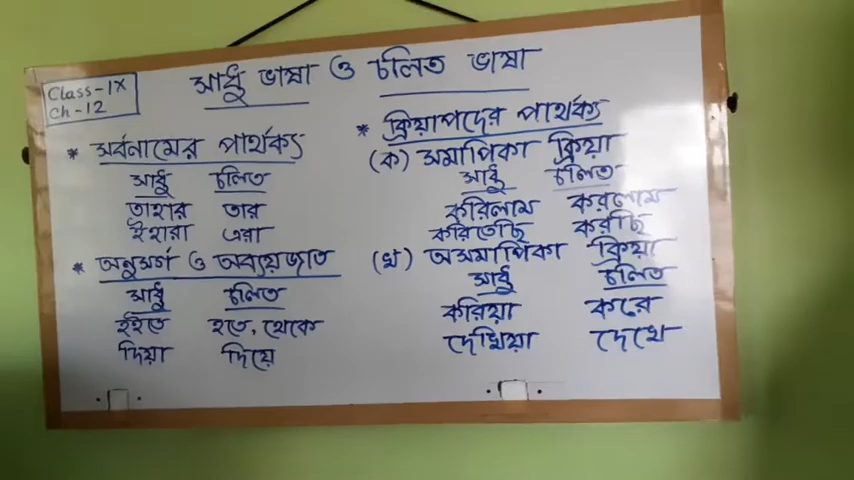 Class-IX
Ch-12
সাধু ভাষা ও চলিত ভাষা
* সর্বনামের পার্থক্য
সাধু চলিত
তাহার তার
ইহারা এরা
* অনুসর্গ ও অব্যয়জাত
সাধু চলিত
হইতে হতে, থেকে
দিয়া দিয়ে
* ক্রিয়াপদের পার্থক্য
(ক) সমাপিকা ক্রিয়া
সাধু চলিত
করিলাম করলাম
করিতেছি করছি
(খ) অসমাপিকা ক্রিয়া
সাধু চলিত
করিয়া করে
দেখিয়া দেখে